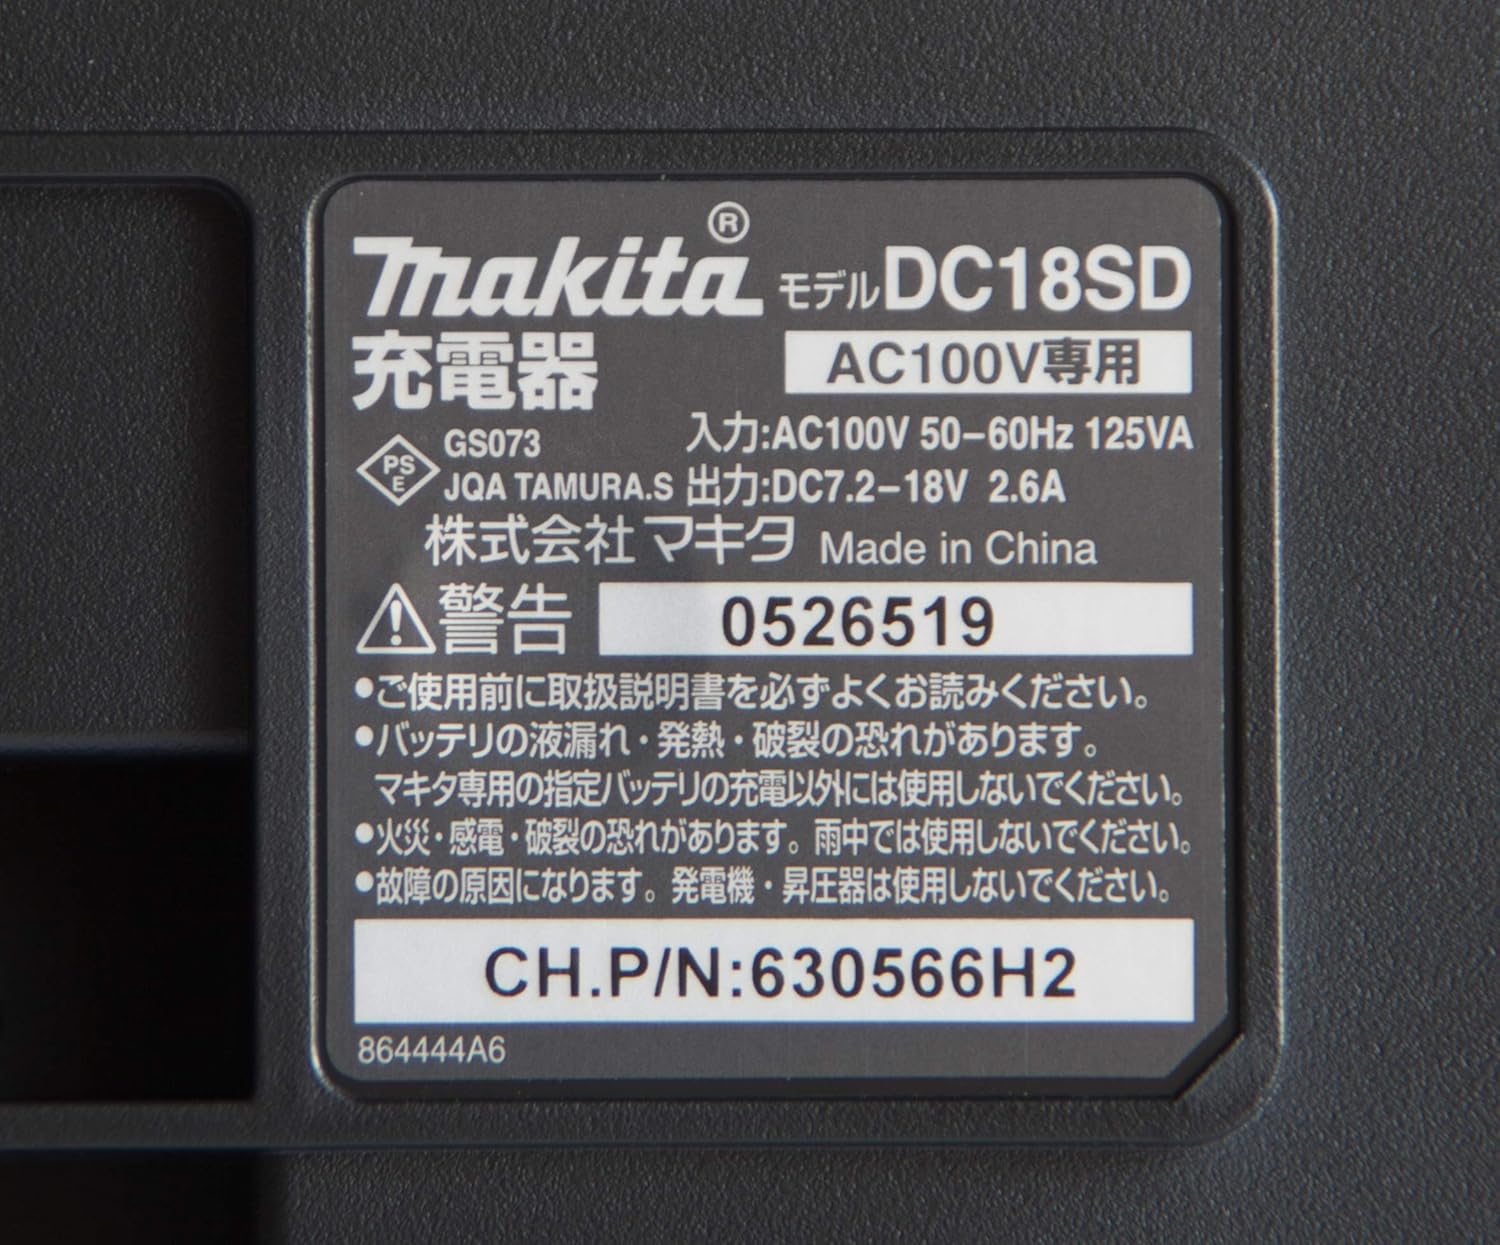 makita® モデル DC18SD
充電器 AC100V専用
PS E GS073 入力:AC100V 50-60Hz 125VA
JQA TAMURA.S 出力:DC7.2-18V 2.6A
株式会社マキタ Made in China
警告 0526519
●ご使用前に取扱説明書を必ずよくお読みください。
●バッテリの液漏れ・発熱・破裂の恐れがあります。
マキタ専用の指定バッテリの充電以外には使用しないでください。
●火災・感電・破裂の恐れがあります。雨中では使用しないでください。
●故障の原因になります。発電機・昇圧器は使用しないでください。
CH.P/N:630566H2
864444A6